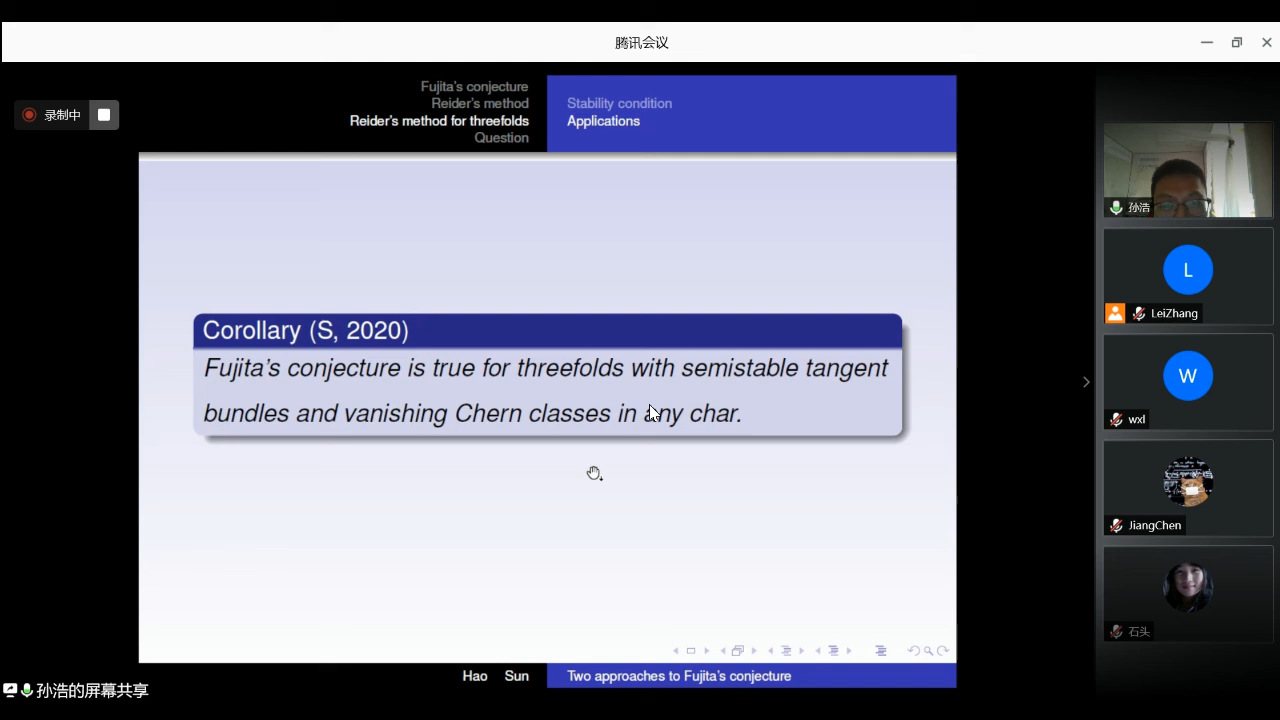 腾讯会议
录制中
Fujita's conjecture
Reider's method
Reider's method for threefolds
Question
Stability condition
Applications
Corollary (S, 2020)
Fujita's conjecture is true for threefolds with semistable tangent
bundles and vanishing Chern classes in any char.
Hao Sun
Two approaches to Fujita's conjecture
孙浩的屏幕共享
孙浩
L
LeiZhang
W
wxl
JiangChen
石头